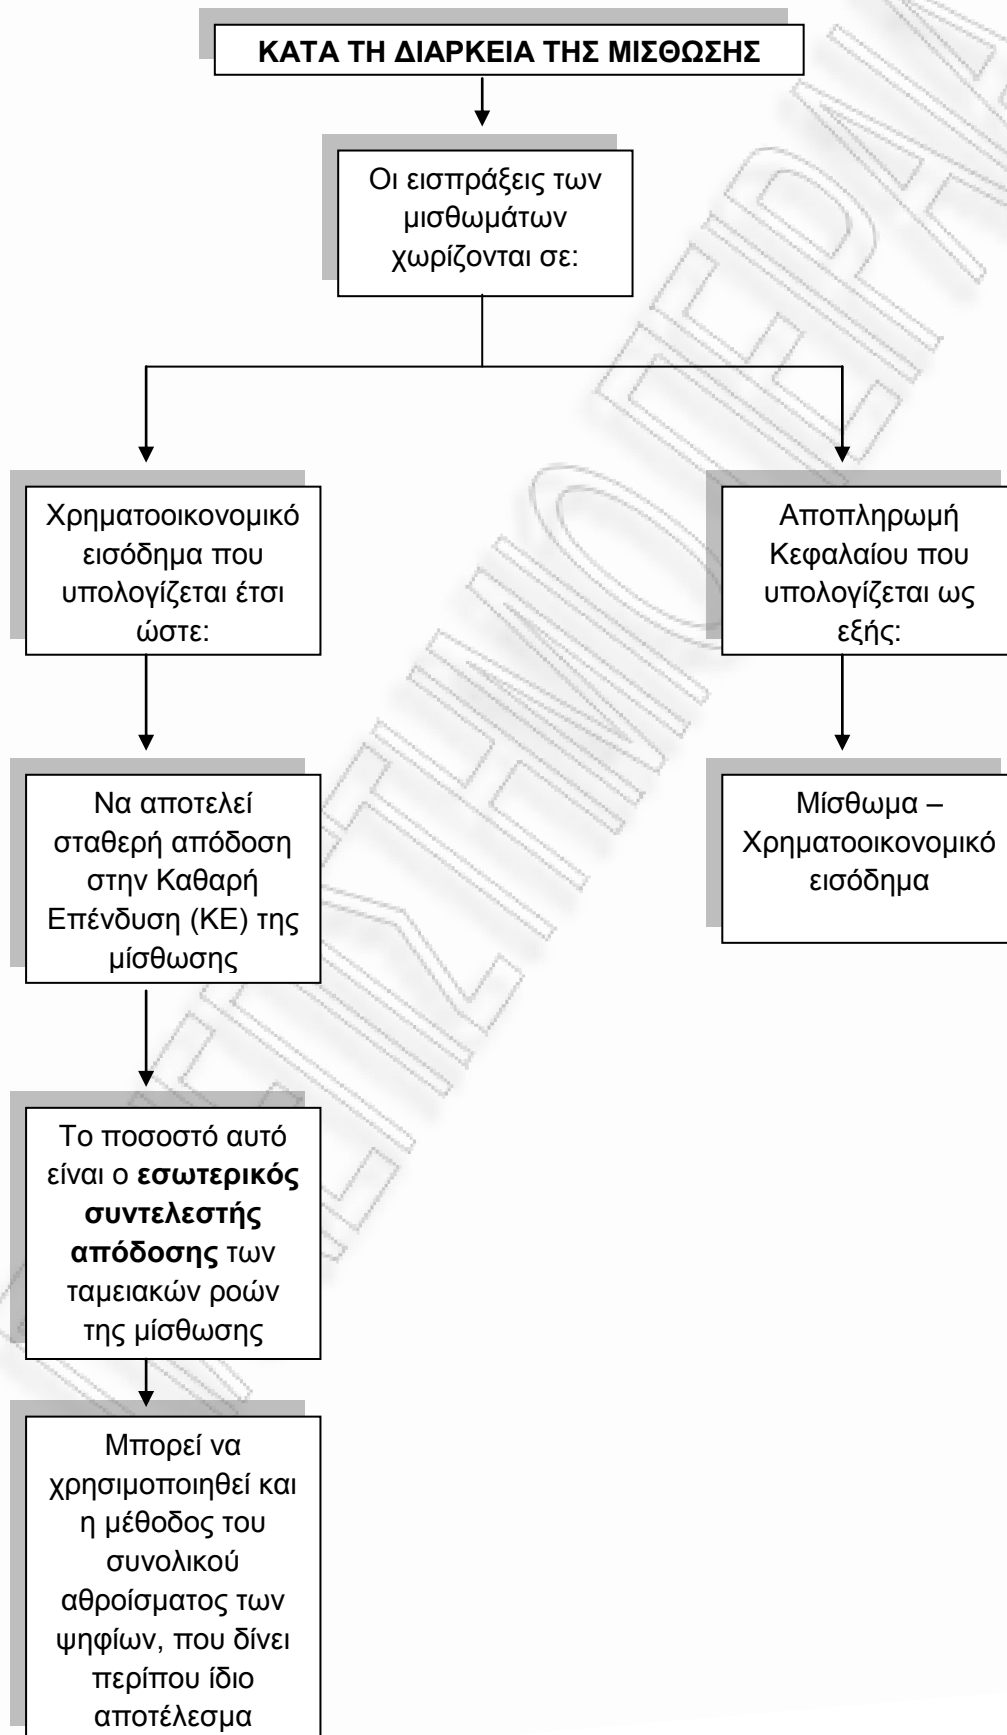 ΚΑΤΑ ΤΗ ΔΙΑΡΚΕΙΑ ΤΗΣ ΜΙΣΘΩΣΗΣ
Οι εισπράξεις των
μισθωμάτων
χωρίζονται σε:
Χρηματοοικονομικό
εισόδημα που
υπολογίζεται έτσι
ώστε:
Να αποτελεί
σταθερή απόδοση
στην Καθαρή
Επένδυση (ΚΕ) της
μίσθωσης
Το ποσοστό αυτό
είναι ο εσωτερικός
συντελεστής
απόδοσης των
ταμειακών ροών
της μίσθωσης
Μπορεί να
χρησιμοποιηθεί και
η μέθοδος του
συνολικού
αθροίσματος των
ψηφίων, που δίνει
περίπου ίδιο
αποτέλεσμα
Αποπληρωμή
Κεφαλαίου που
υπολογίζεται ως
εξής:
Μίσθωμα –
Χρηματοοικονομικό
εισόδημα